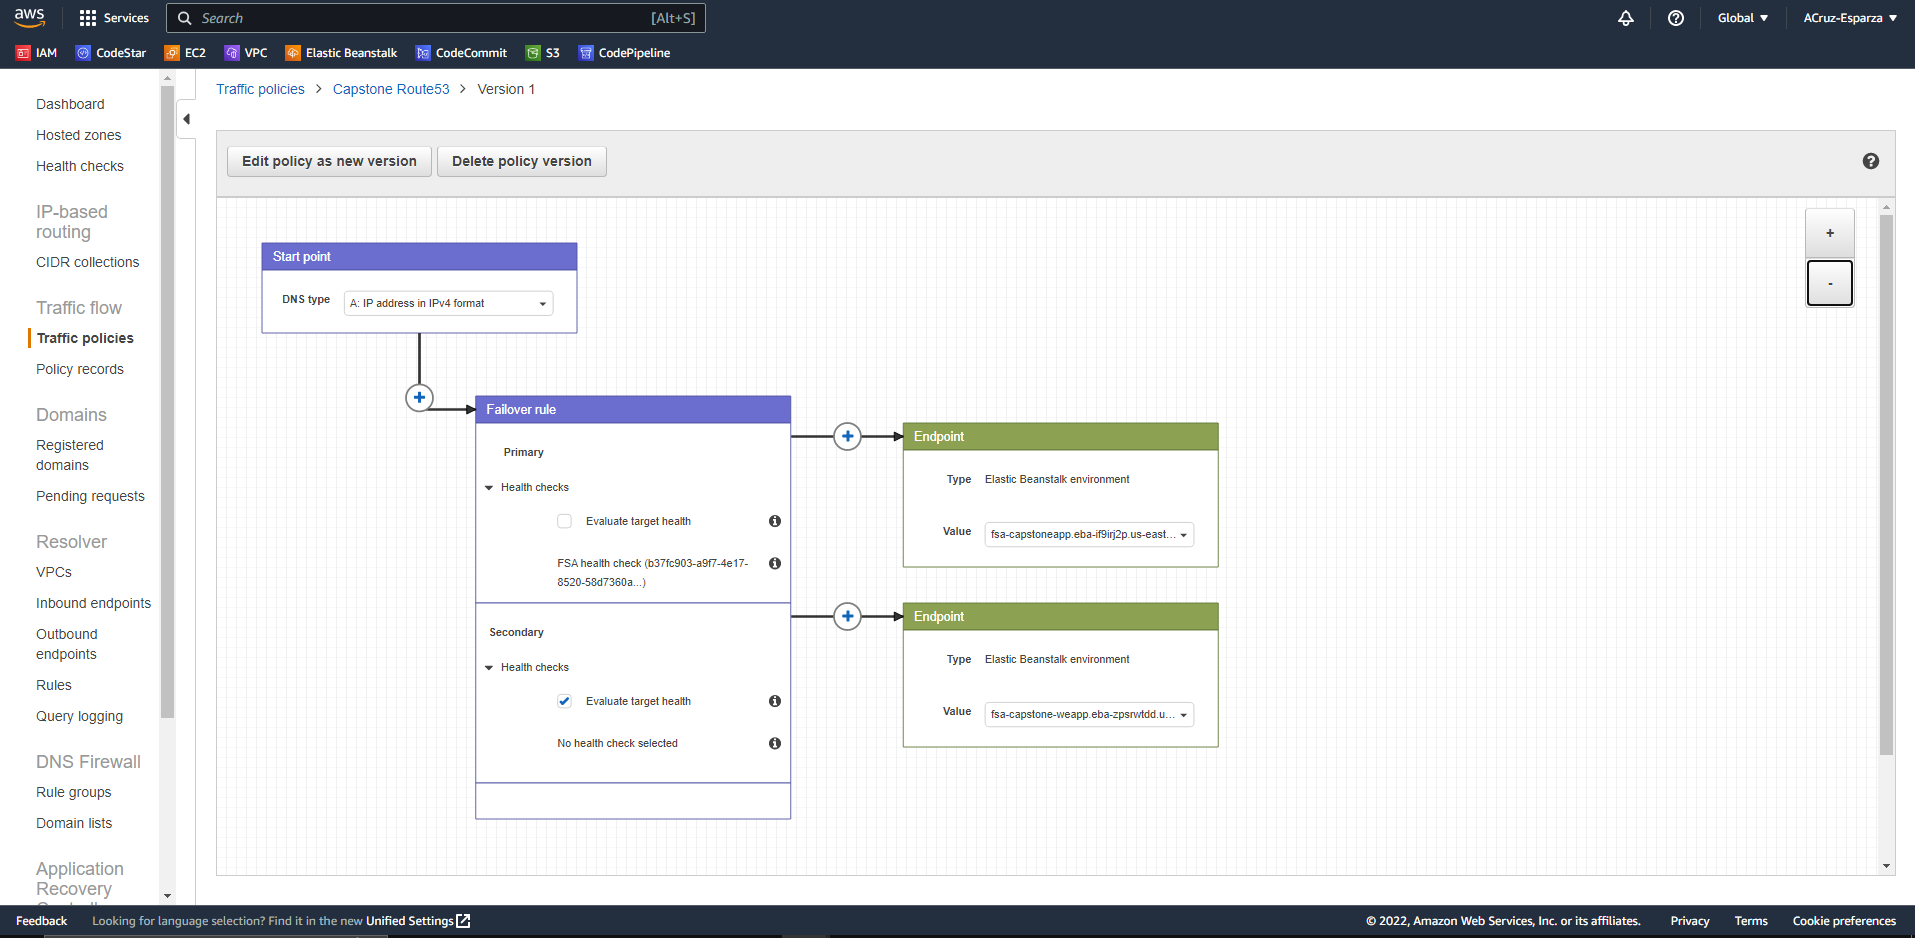 aws
Services
Search
[Alt+S]
Global
ACruz-Esparza
IAM
CodeStar
EC2
VPC
Elastic Beanstalk
CodeCommit
S3
CodePipeline
Dashboard
Hosted zones
Health checks
IP-based
routing
CIDR collections
Traffic flow
Traffic policies
Policy records
Domains
Registered
domains
Pending requests
Resolver
VPCs
Inbound endpoints
Outbound
endpoints
Rules
Query logging
DNS Firewall
Rule groups
Domain lists
Application
Recovery
Traffic policies > Capstone Route53 > Version 1
Edit policy as new version
Delete policy version
+
-
Start point
DNS type
A: IP address in IPv4 format
Failover rule
Primary
Health checks
Evaluate target health
FSA health check (b37fc903-a9f7-4e17-
8520-58d7360a...)
Secondary
Health checks
Evaluate target health
No health check selected
Endpoint
Type Elastic Beanstalk environment
Value fsa-capstoneapp.eba-if9irj2p.us-east...
Endpoint
Type Elastic Beanstalk environment
Value fsa-capstone-weapp.eba-zpsrwtdd.u...
Feedback
Looking for language selection? Find it in the new Unified Settings
© 2022, Amazon Web Services, Inc. or its affiliates.
Privacy
Terms
Cookie preferences